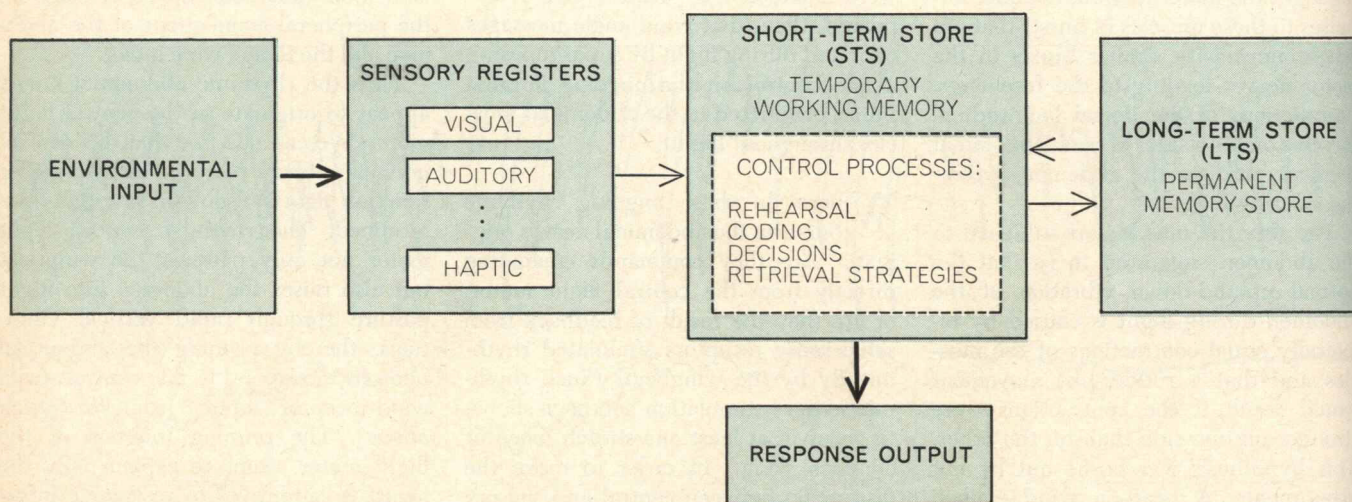 ENVIRONMENTAL
INPUT
SENSORY REGISTERS
VISUAL
AUDITORY
HAPTIC
SHORT-TERM STORE
(STS)
TEMPORARY
WORKING MEMORY
CONTROL PROCESSES:
REHEARSAL
CODING
DECISIONS
RETRIEVAL STRATEGIES
LONG-TERM STORE
(LTS)
PERMANENT
MEMORY STORE
RESPONSE OUTPUT